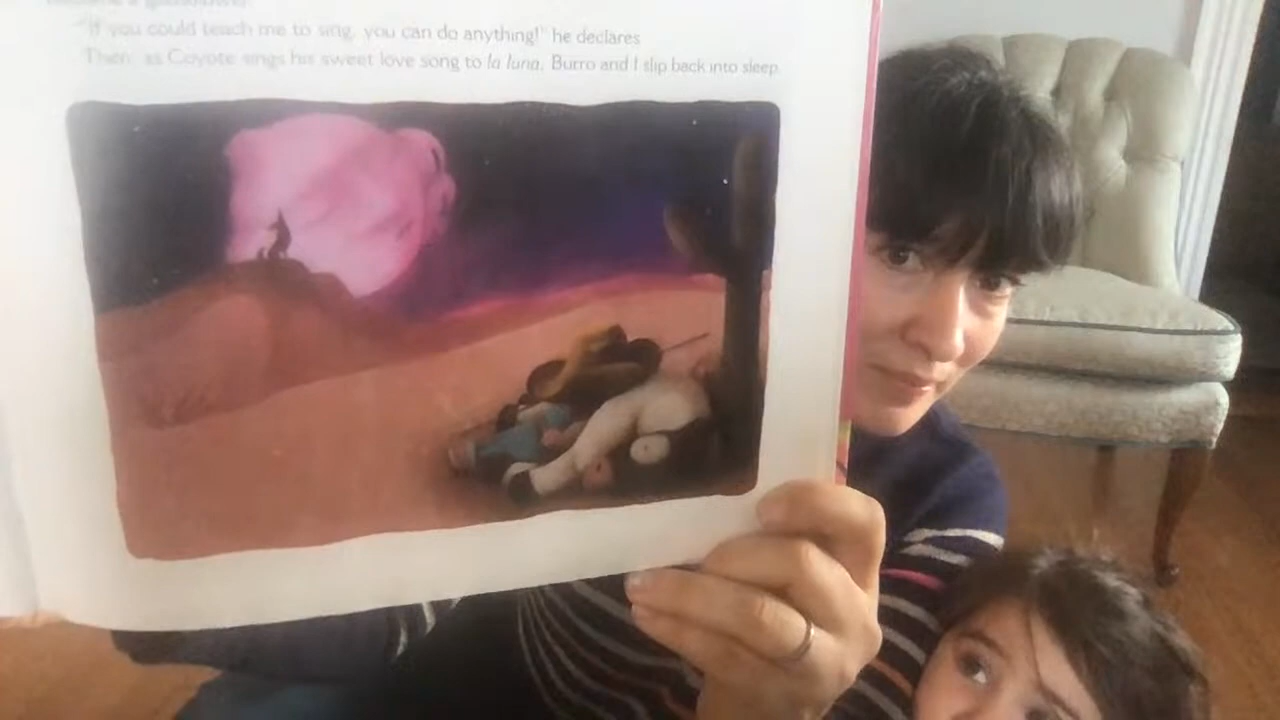 "If you could teach me to sing, you can do anything!" he declares
Then, as Coyote sings his sweet love song to la luna, Burro and I slip back into sleep.